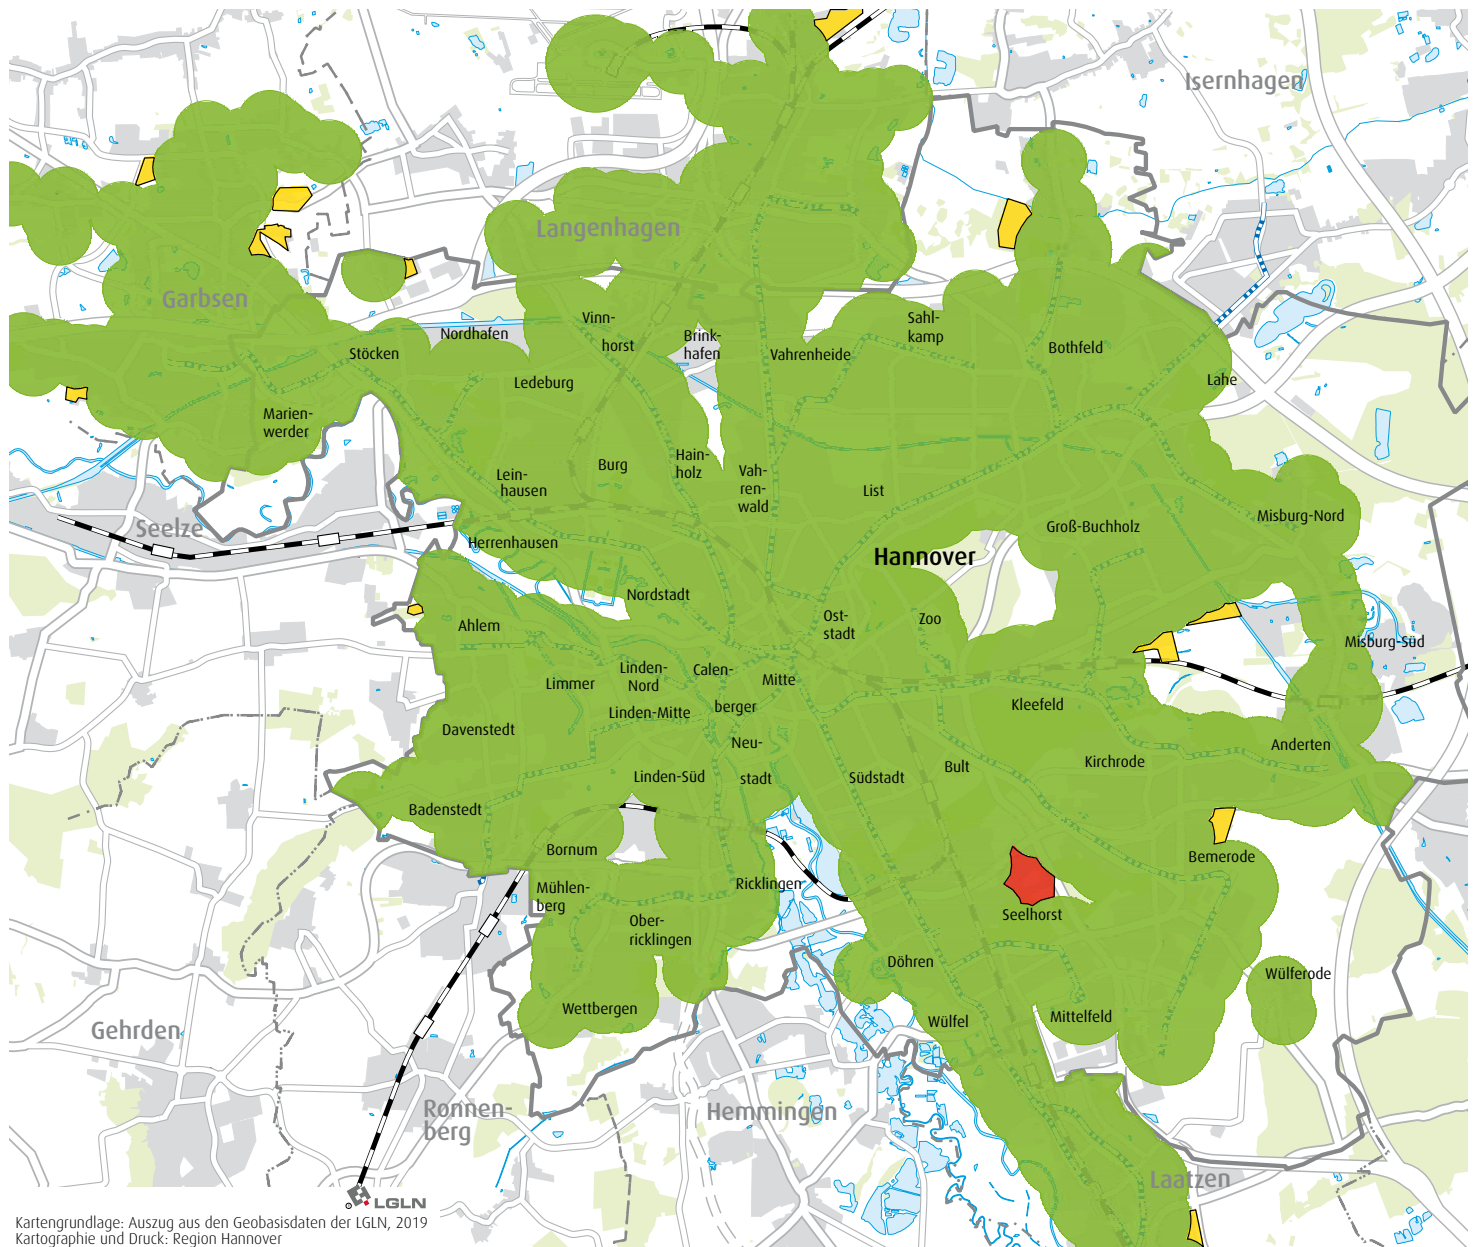 Isernhagen
Langenhagen
Garbsen
Nordhafen
Vinn-
horst
Brink-
hafen
Sahl-
kamp
Stöcken
Vahrenheide
Bothfeld
Ledeburg
Lahe
Marien-
werder
Burg
Hain-
holz
Vah-
ren-
wald
Lein-
hausen
List
Seelze
Groß-Buchholz
Misburg-Nord
Herrenhausen
Hannover
Nordstadt
Ost-
stadt
Zoo
Ahlem
Misburg-Süd
Linden-
Nord
Calen-
berger
Neu-
stadt
Mitte
Limmer
Linden-Mitte
Kleefeld
Davenstedt
Anderten
Kirchrode
Linden-Süd
Südstadt
Bult
Badenstedt
Bornum
Bemerode
Mühlen-
berg
Ricklingen
Ober-
ricklingen
Seelhorst
Döhren
Wülferode
Wettbergen
Wülfel
Mittelfeld
Gehrden
Ronnen-
berg
Hemmingen
Laatzen
LGLN
Kartengrundlage: Auszug aus den Geobasisdaten der LGLN, 2019
Kartographie und Druck: Region Hannover